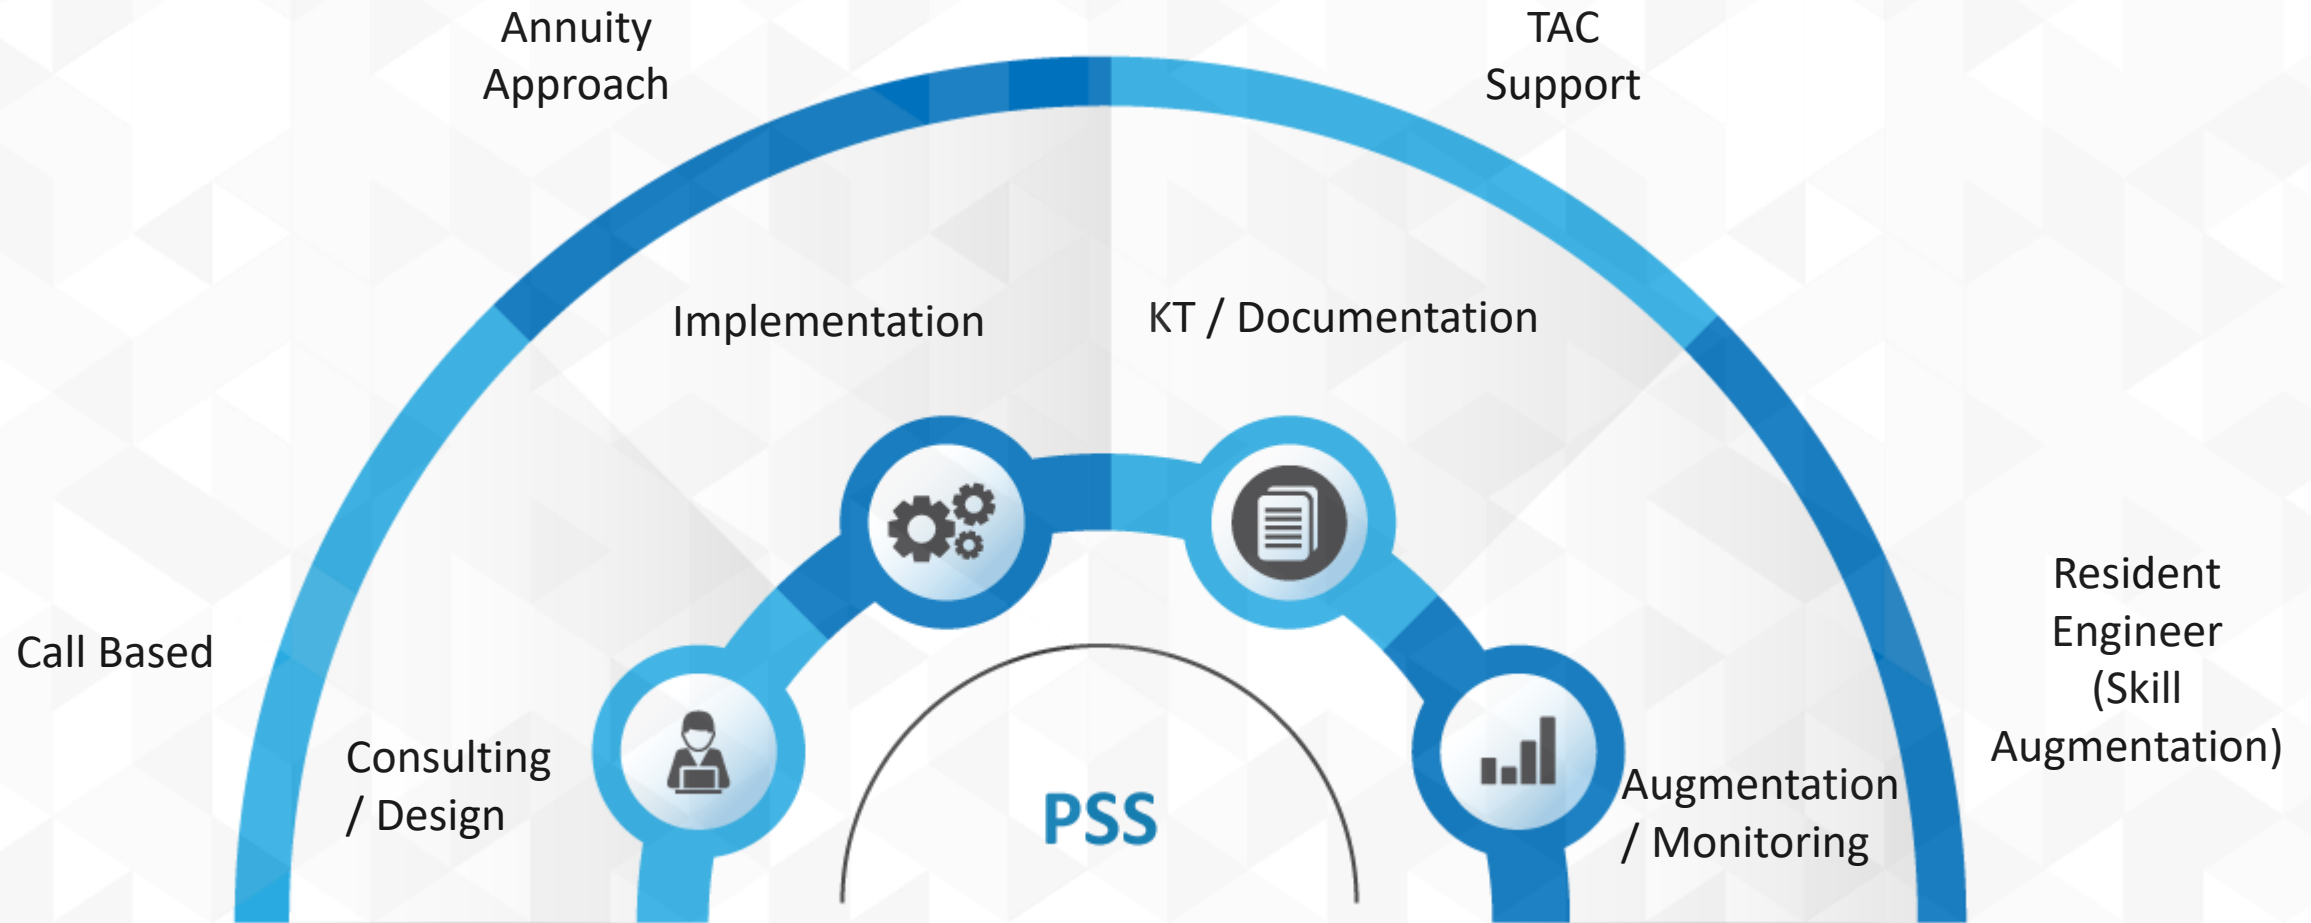 Annuity
Approach
TAC
Support
Implementation
KT / Documentation
Call Based
Consulting
/ Design
PSS
Augmentation
/ Monitoring
Resident
Engineer
(Skill
Augmentation)